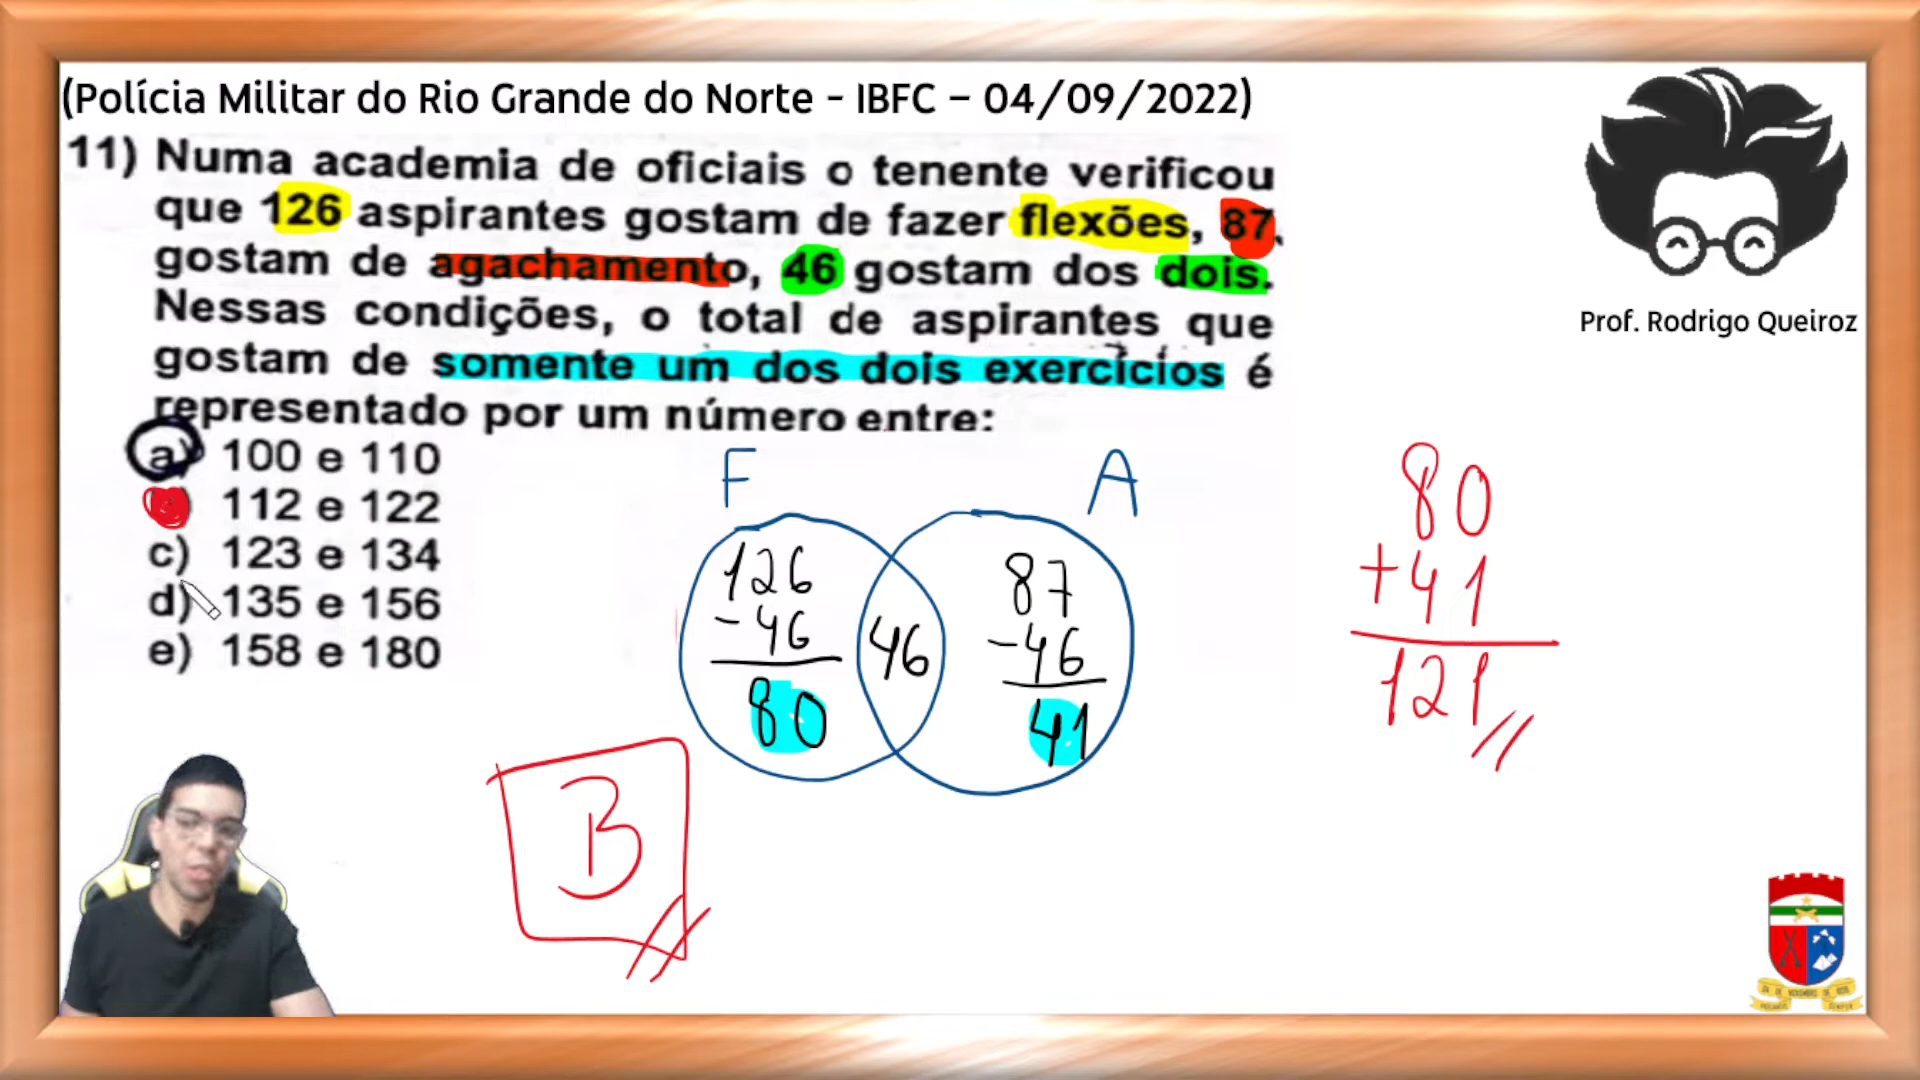 (Polícia Militar do Rio Grande do Norte - IBFC – 04/09/2022)
11) Numa academia de oficiais o tenente verificou
que 126 aspirantes gostam de fazer flexões, 87,
gostam de agachamento, 46 gostam dos dois.
Nessas condições, o total de aspirantes que
gostam de somente um dos dois exercícios é
representado por um número entre:
a) 100 e 110
112 e 122
c) 123 e 134
d) 135 e 156
e) 158 e 180
Prof. Rodrigo Queiroz
F
A
126
- 46
80
46
87
- 46
41
80
+ 41
121
B